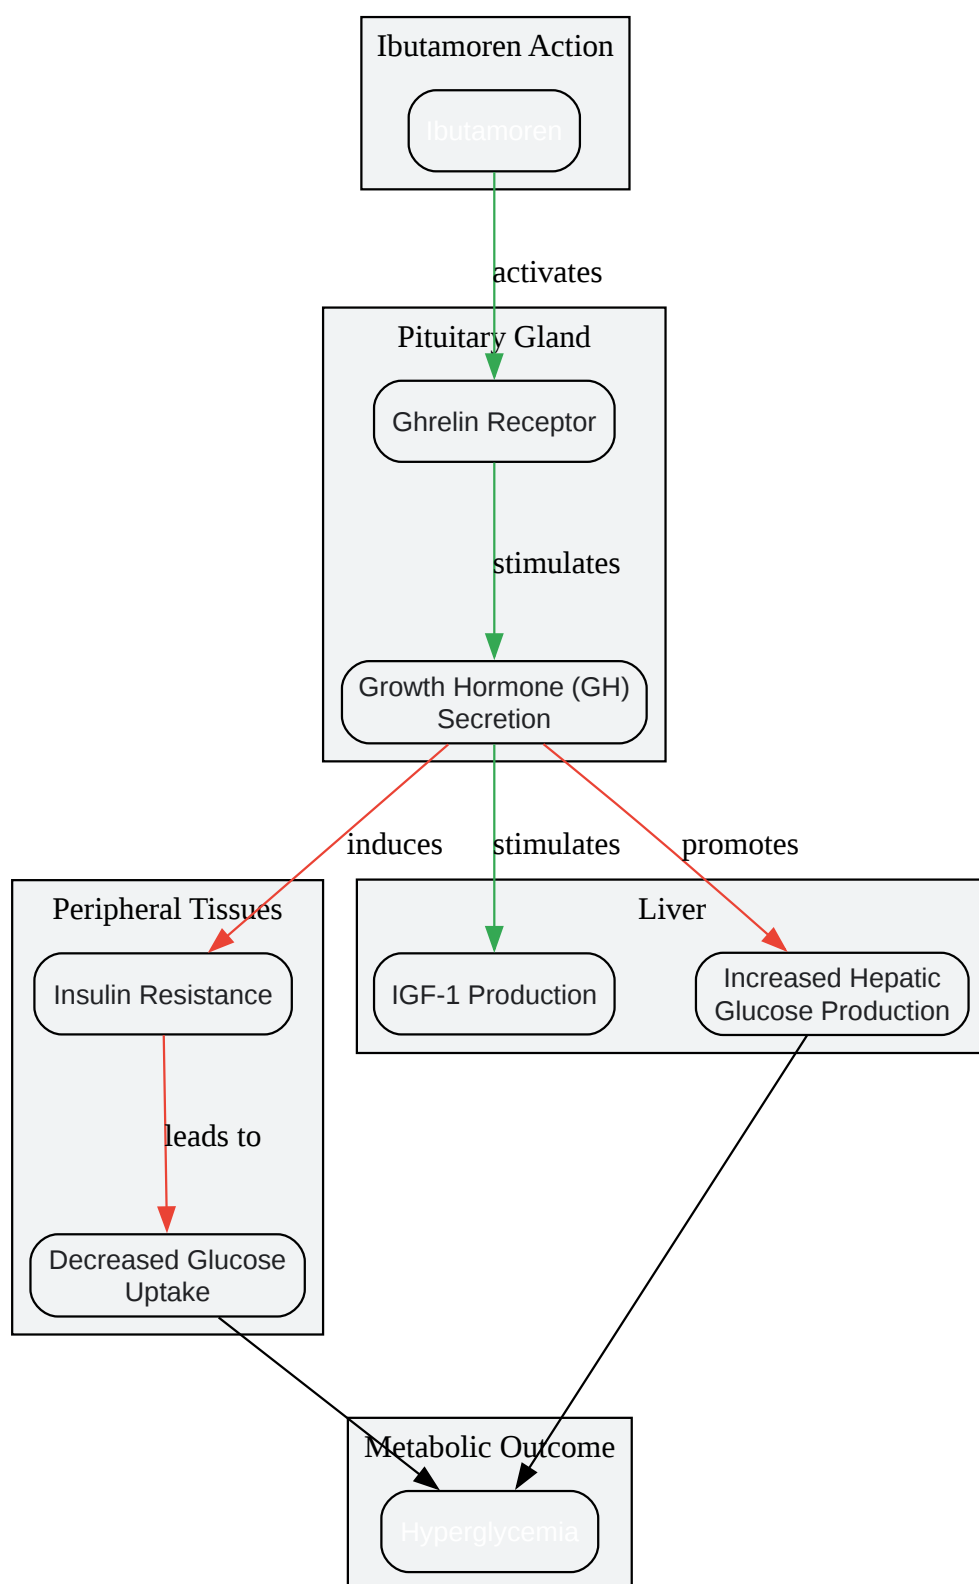 Ibutamoren Action
Ibutamoren
activates
Pituitary Gland
Ghrelin Receptor
stimulates
Growth Hormone (GH)
Secretion
induces
stimulates
promotes
Peripheral Tissues
Liver
Insulin Resistance
IGF-1 Production
Increased Hepatic
Glucose Production
leads to
Decreased Glucose
Uptake
Metabolic Outcome
Hyperglycemia